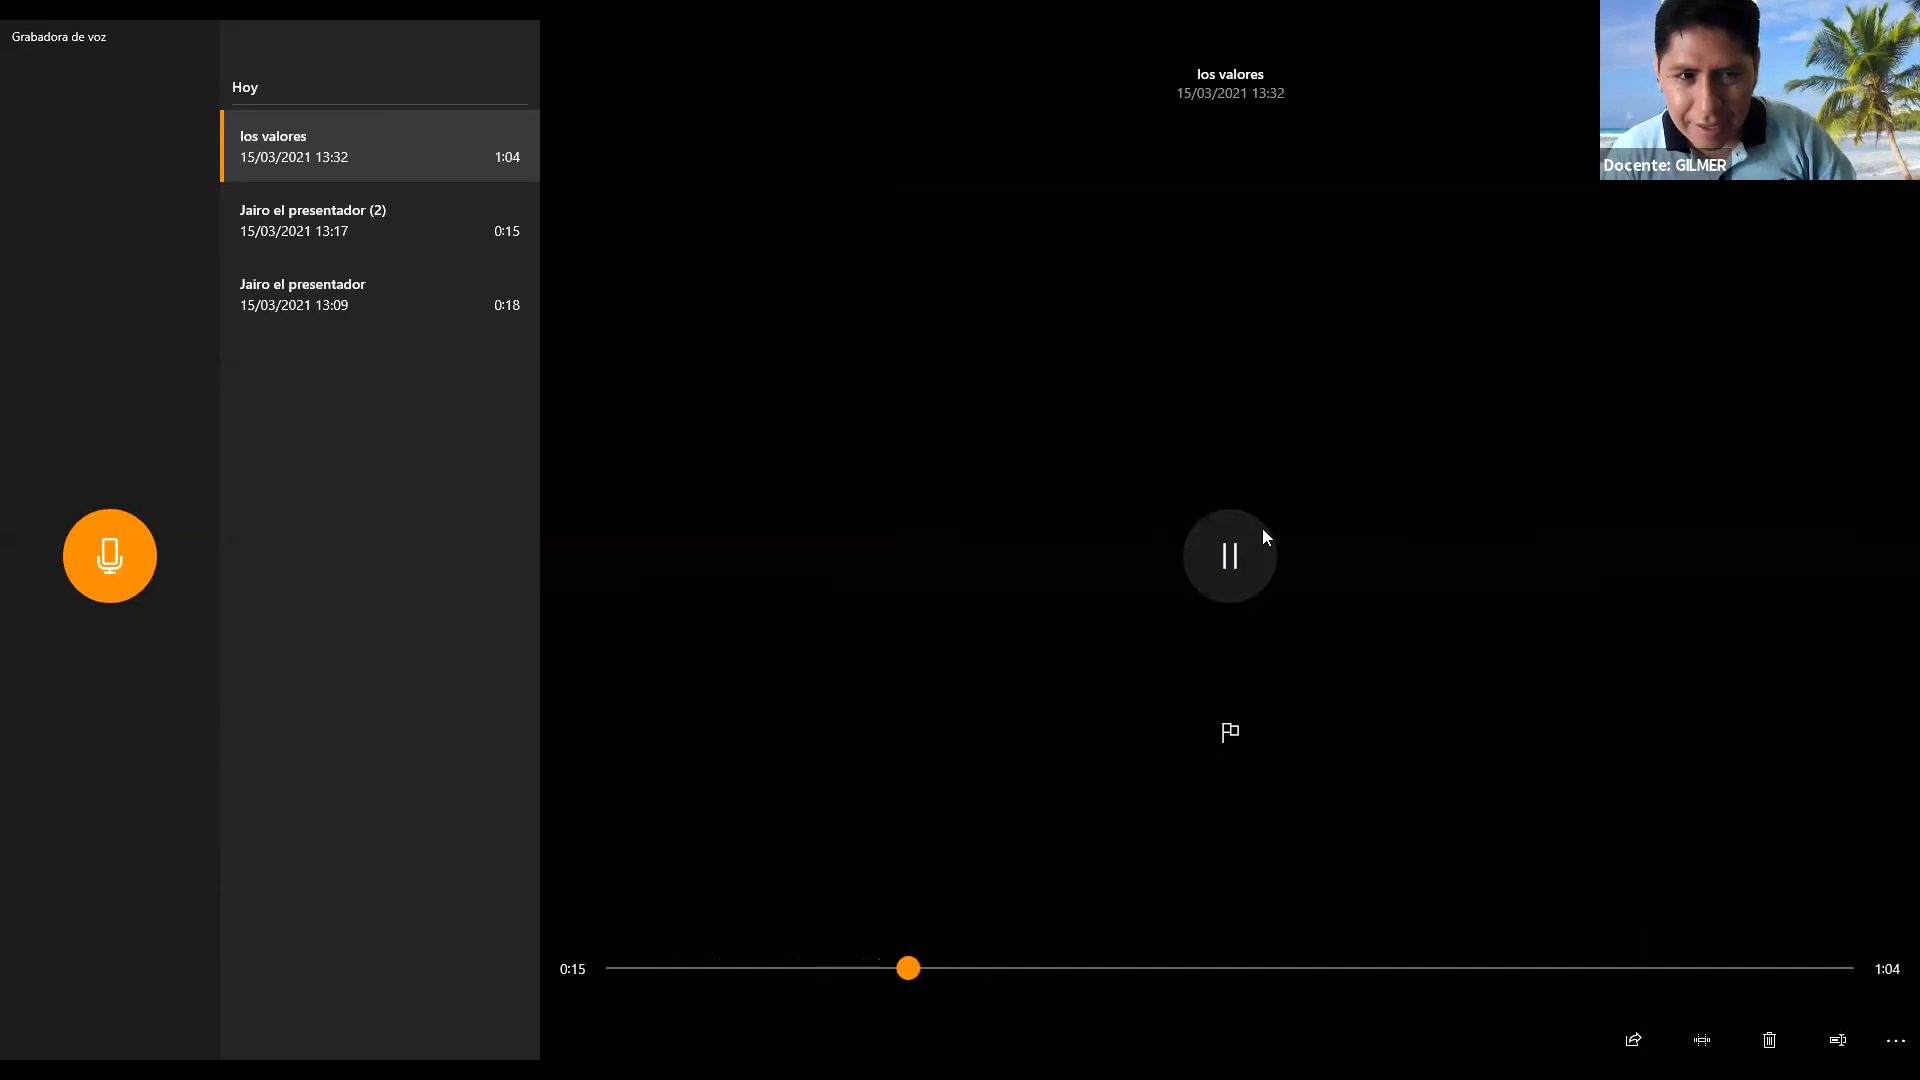 Grabadora de voz
Hoy
los valores
15/03/2021 13:32 1:04
Jairo el presentador (2)
15/03/2021 13:17 0:15
Jairo el presentador
15/03/2021 13:09 0:18
los valores
15/03/2021 13:32
Docente: GILMER
0:15 1:04